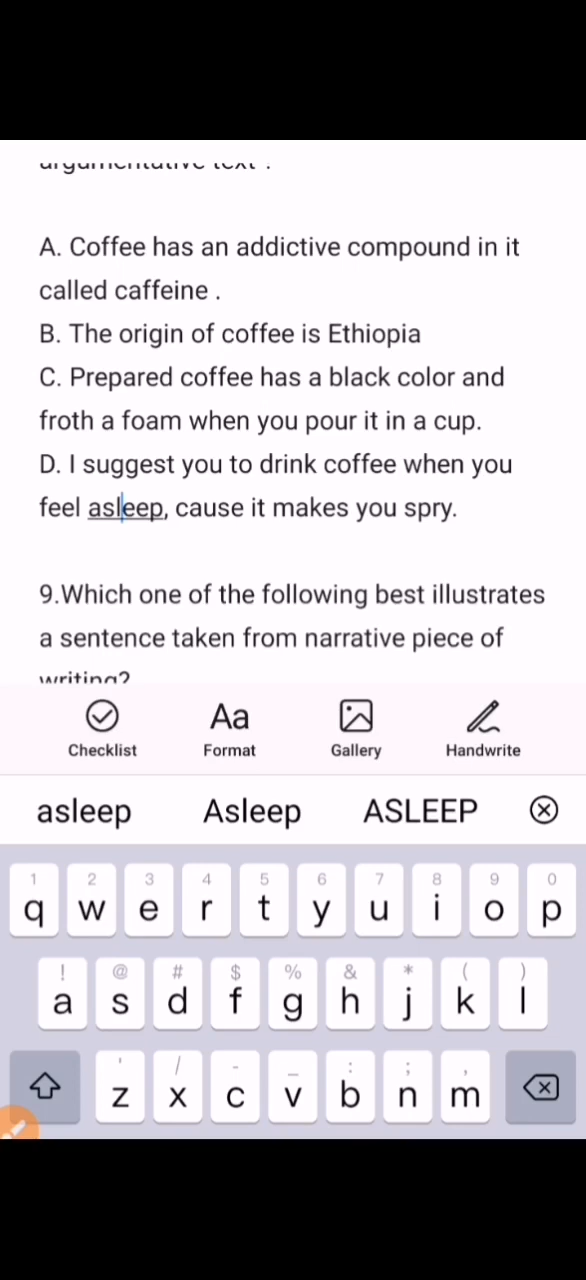 argumentative text .
A. Coffee has an addictive compound in it
called caffeine .
B. The origin of coffee is Ethiopia
C. Prepared coffee has a black color and
froth a foam when you pour it in a cup.
D. I suggest you to drink coffee when you
feel asleep, cause it makes you spry.
9.Which one of the following best illustrates
a sentence taken from narrative piece of
writing?
Checklist
Aa
Format
Gallery
Handwrite
asleep Asleep ASLEEP
1 2 3 4 5 6 7 8 9 0
q w e r t y u i o p
! @ # $ % & * ( )
a s d f g h j k l
' / - _ : ; ,
z x c v b n m